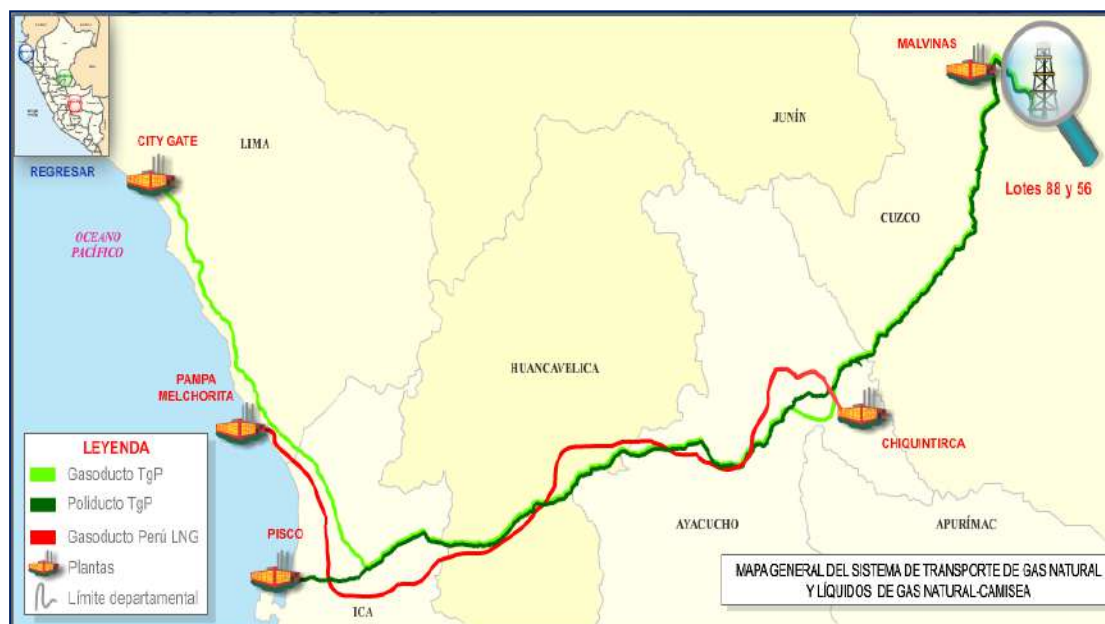 REGRESAR
CITY GATE
LIMA
JUNÍN
MALVINAS
Lotes 88 y 56
CUZCO
OCEANO
PACÍFICO
HUANCAVELICA
PAMPA
MELCHORITA
CHIQUINTIRCA
PISCO
AYACUCHO
APURÍMAC
ICA
LEYENDA
Gasoducto TgP
Poliducto TgP
Gasoducto Perú LNG
Plantas
Límite departamental
MAPA GENERAL DEL SISTEMA DE TRANSPORTE DE GAS NATURAL
Y LÍQUIDOS DE GAS NATURAL-CAMISEA